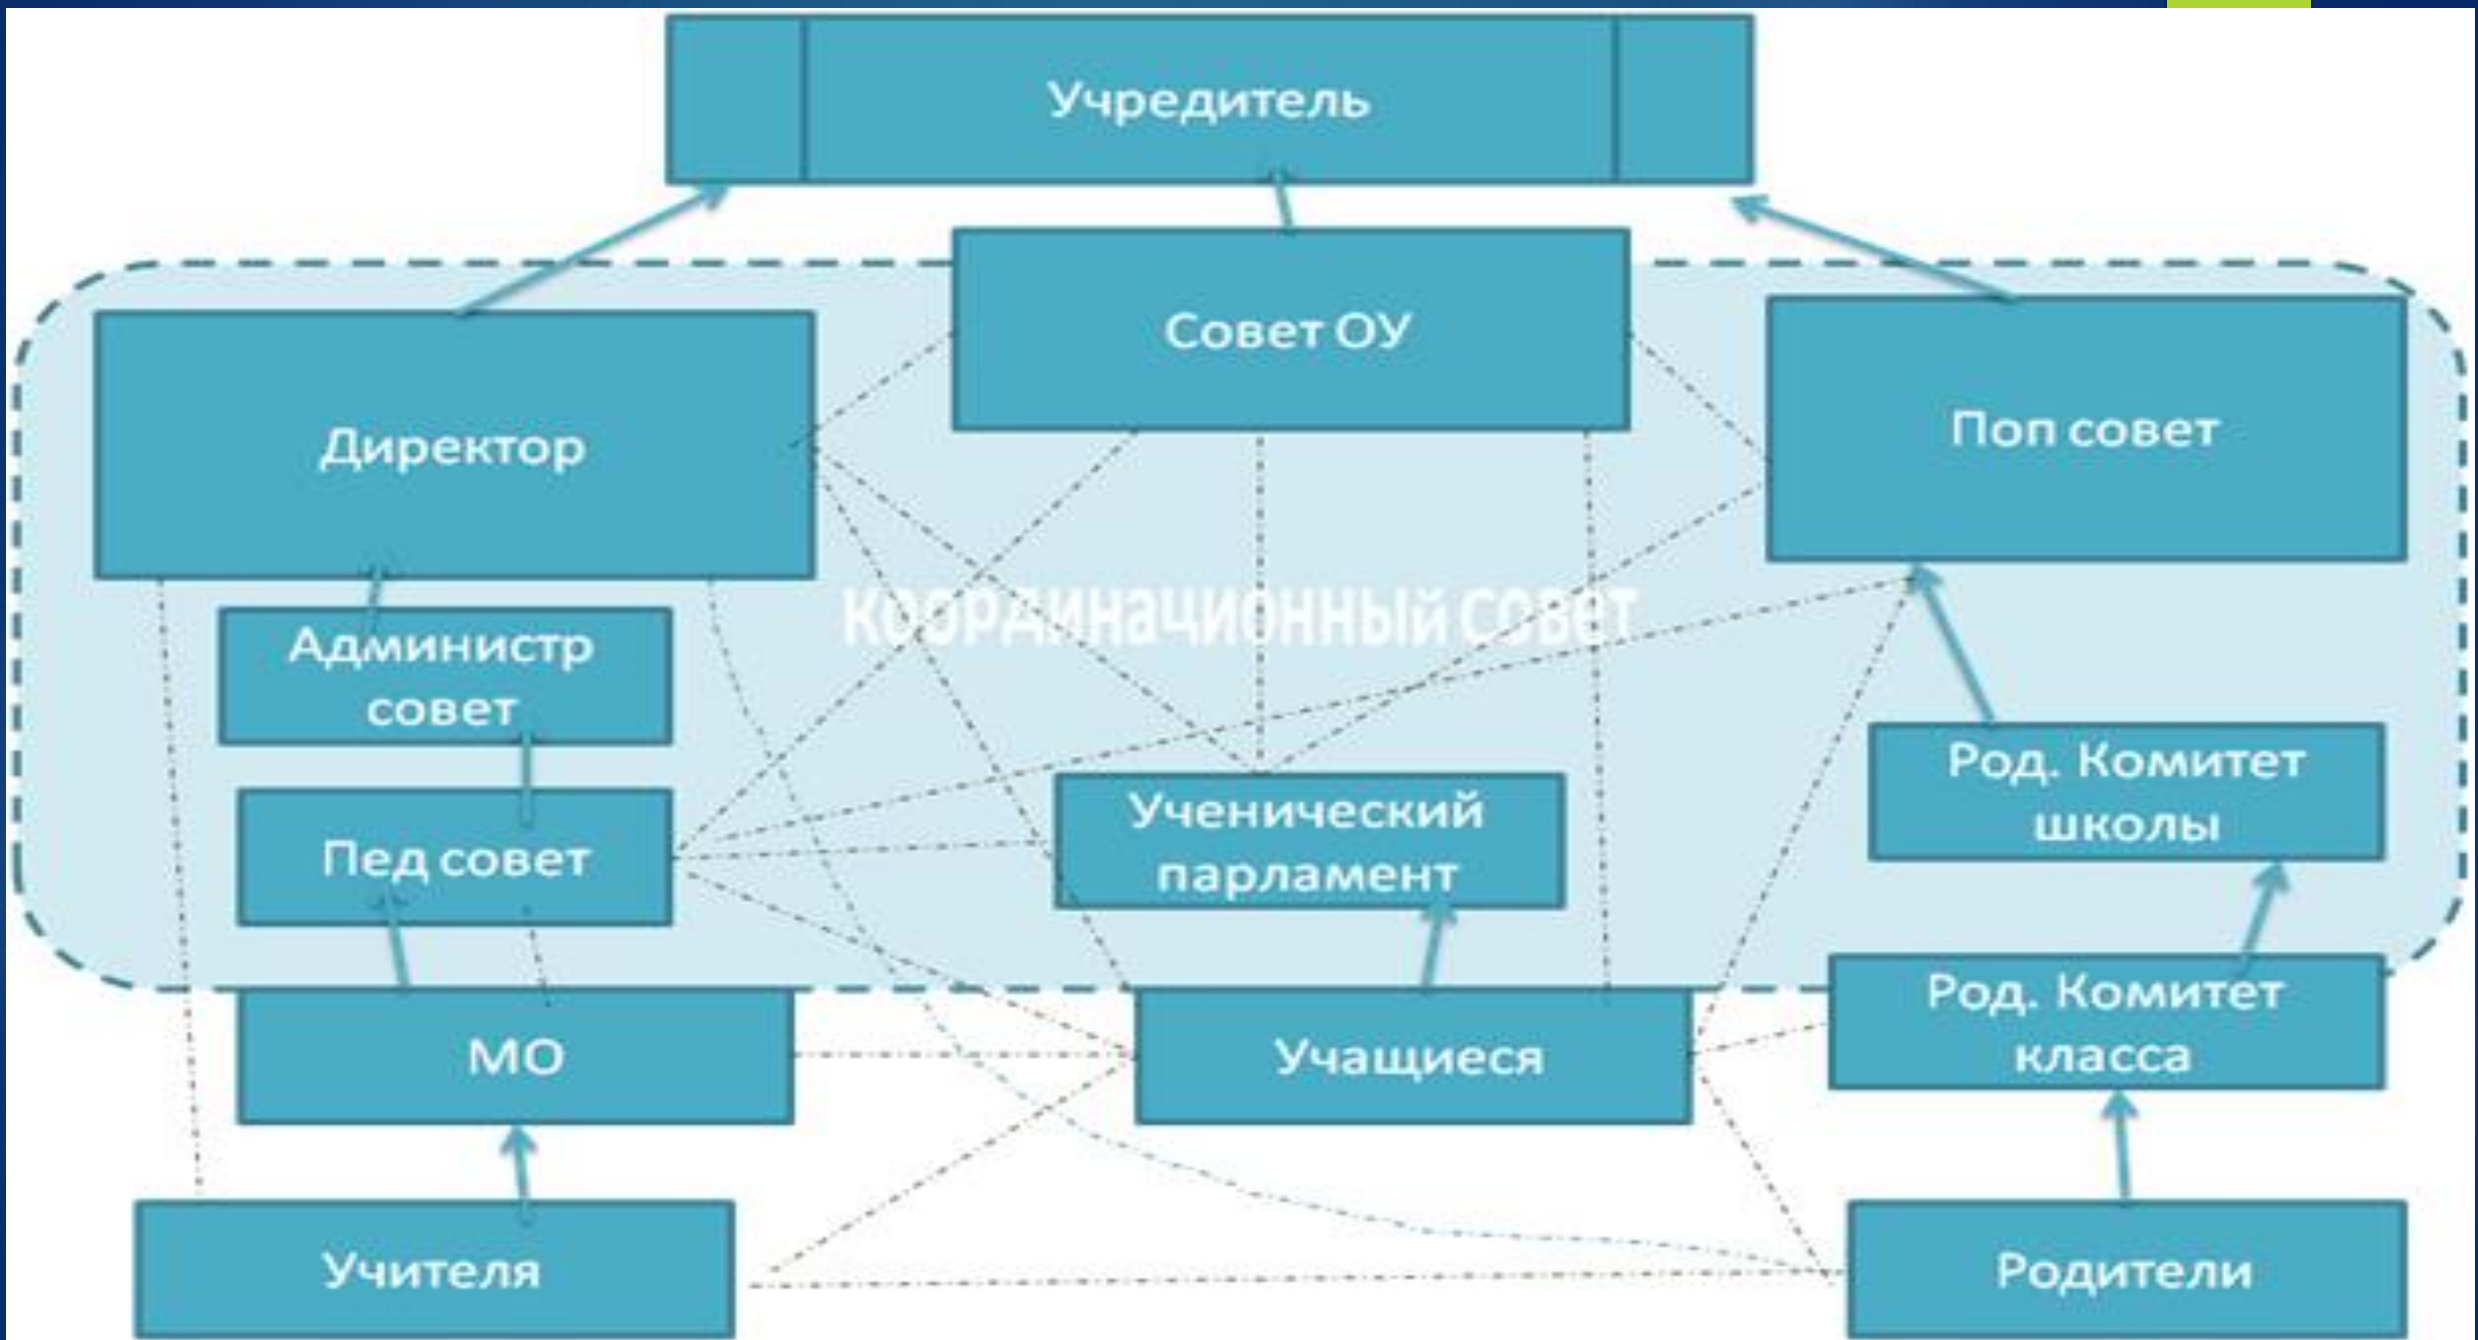 Учредитель
Совет ОУ
Директор
Поп совет
координационный совет
Администр
совет
Род. Комитет
школы
Ученический
парламент
Пед совет
Род. Комитет
класса
МО
Учащиеся
Учителя
Родители